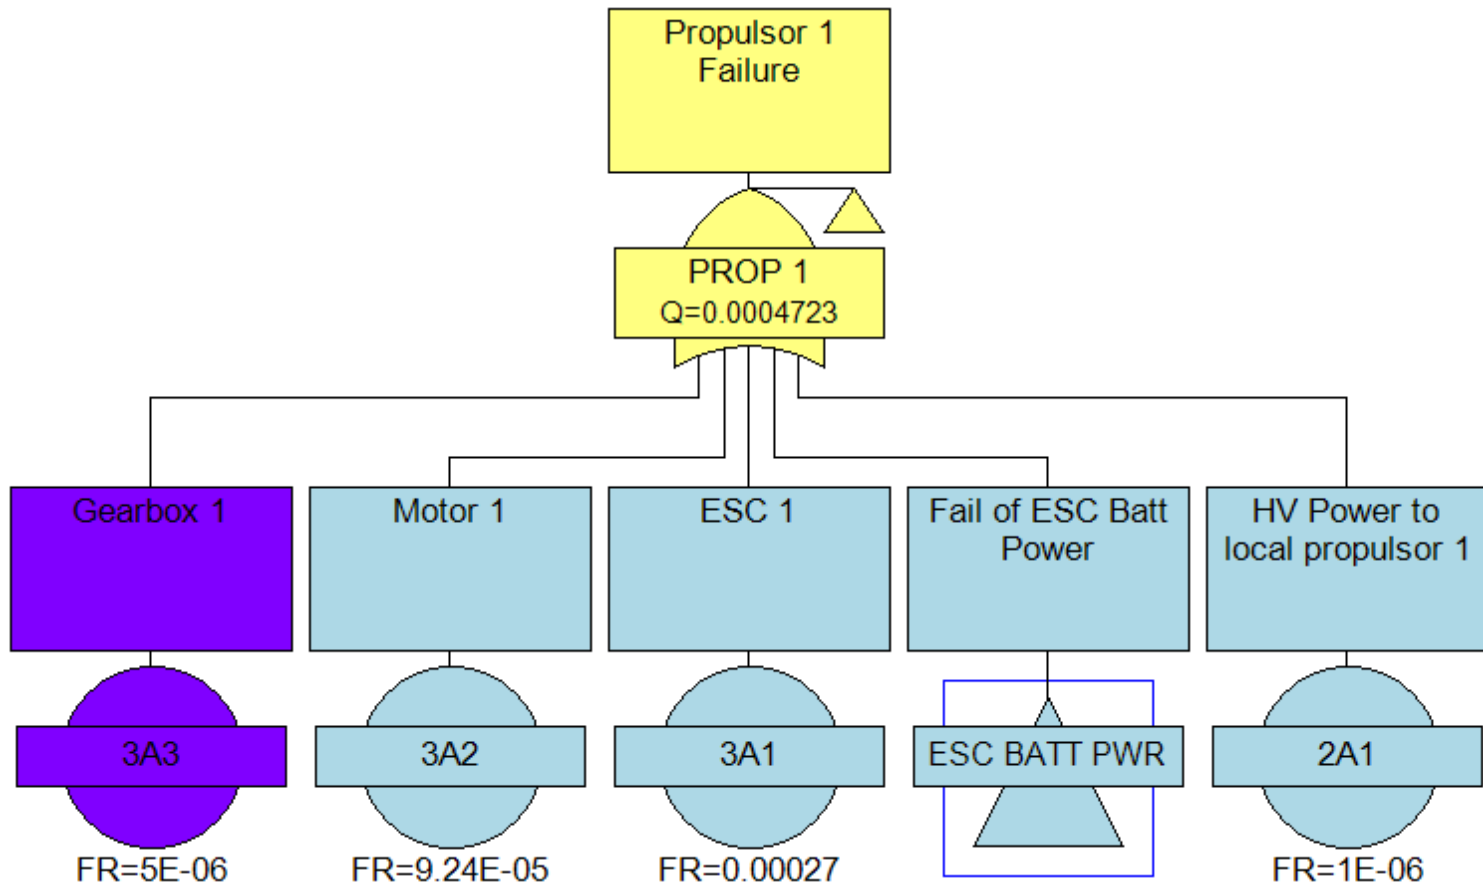 Propulsor 1
Failure
PROP 1
Q=0.0004723
Gearbox 1
Motor 1
ESC 1
Fail of ESC Batt
Power
HV Power to
local propulsor 1
3A3
3A2
3A1
ESC BATT PWR
2A1
FR=5E-06
FR=9.24E-05
FR=0.00027
FR=1E-06